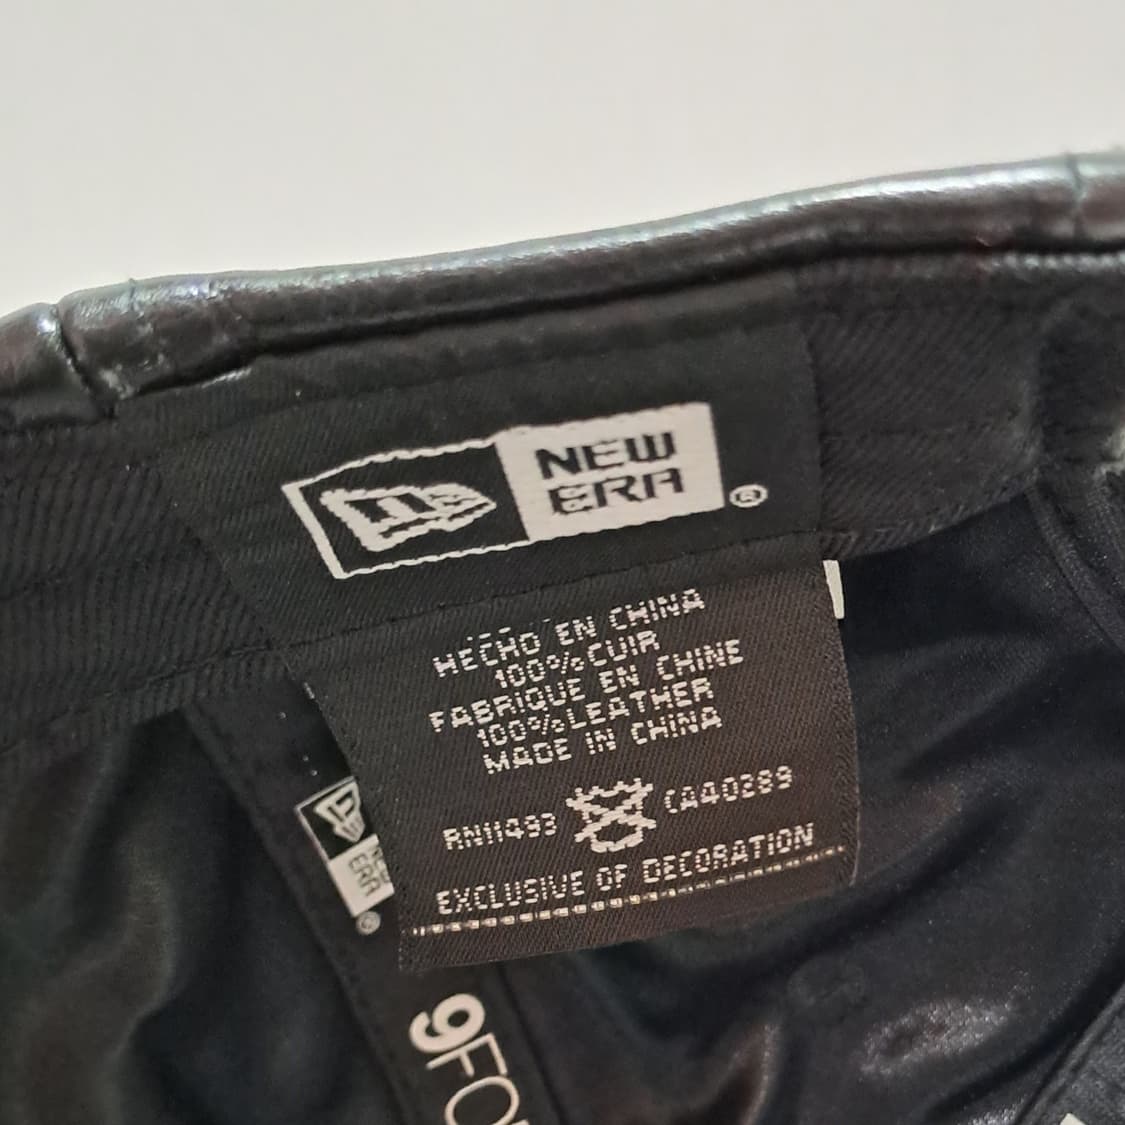 NEW
ERA
®
HECHO EN CHINA
100% CUIR
FABRIQUE EN CHINE
100% LEATHER
MADE IN CHINA
RN11493 CA40289
EXCLUSIVE OF DECORATION
NEW
ERA
®